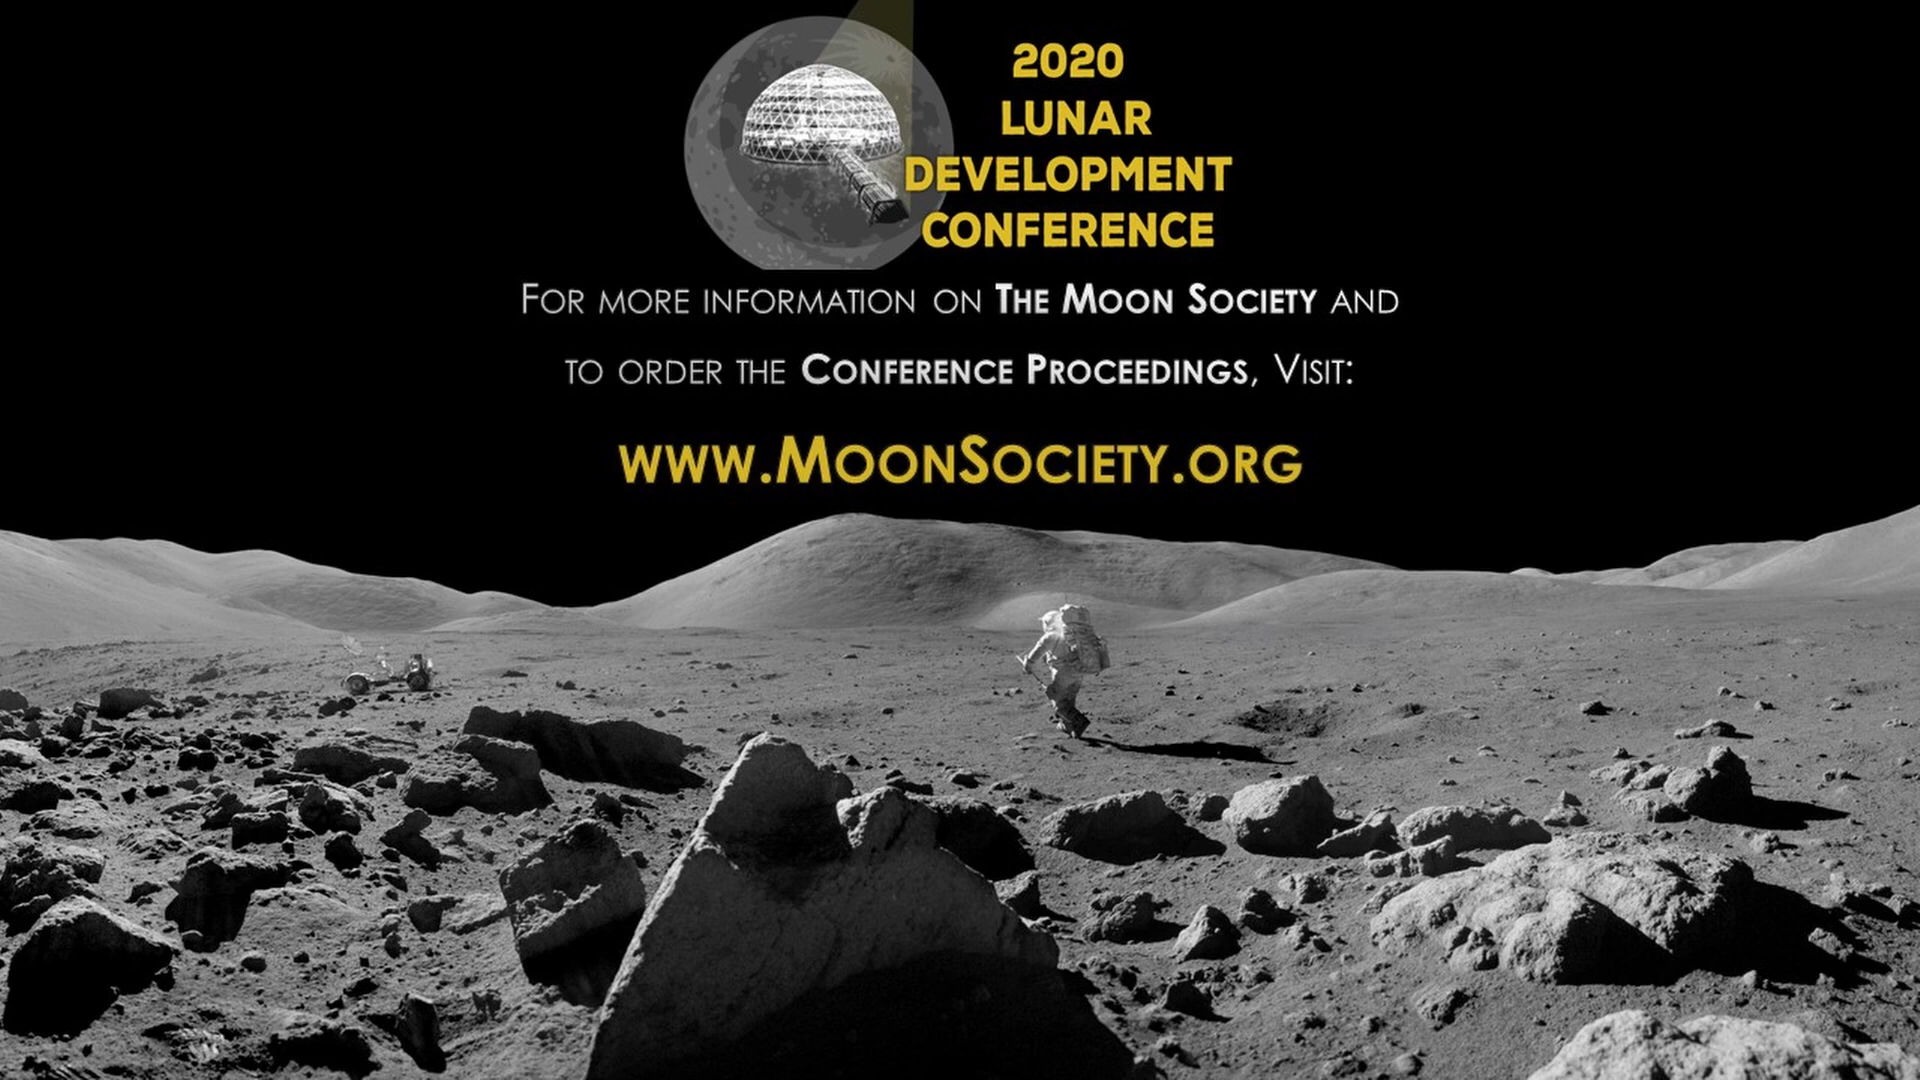 2020
LUNAR
DEVELOPMENT
CONFERENCE
For more information on The Moon Society and
to order the Conference Proceedings, Visit:
www.MoonSociety.org